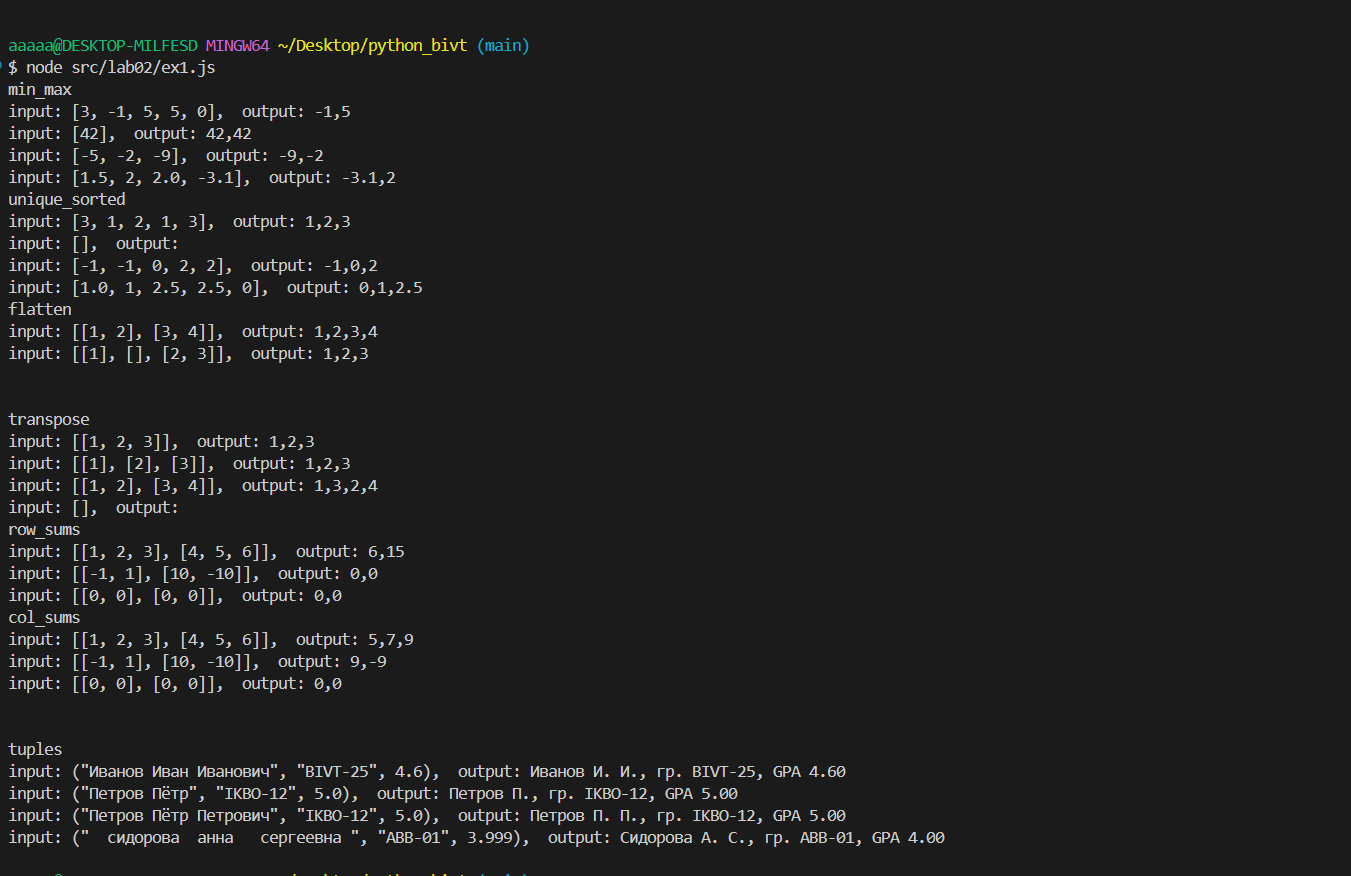 aaaaa@DESKTOP-MILFESD MINGW64 ~/Desktop/python_bivt (main)
$ node src/lab02/ex1.js
min_max
input: [3, -1, 5, 5, 0],  output: -1,5
input: [42],  output: 42,42
input: [-5, -2, -9],  output: -9,-2
input: [1.5, 2, 2.0, -3.1],  output: -3.1,2
unique_sorted
input: [3, 1, 2, 1, 3],  output: 1,2,3
input: [],  output:
input: [-1, -1, 0, 2, 2],  output: -1,0,2
input: [1.0, 1, 2.5, 2.5, 0],  output: 0,1,2.5
flatten
input: [[1, 2], [3, 4]],  output: 1,2,3,4
input: [[1], [], [2, 3]],  output: 1,2,3
transpose
input: [[1, 2, 3]],  output: 1,2,3
input: [[1], [2], [3]],  output: 1,2,3
input: [[1, 2], [3, 4]],  output: 1,3,2,4
input: [],  output:
row_sums
input: [[1, 2, 3], [4, 5, 6]],  output: 6,15
input: [[-1, 1], [10, -10]],  output: 0,0
input: [[0, 0], [0, 0]],  output: 0,0
col_sums
input: [[1, 2, 3], [4, 5, 6]],  output: 5,7,9
input: [[-1, 1], [10, -10]],  output: 9,-9
input: [[0, 0], [0, 0]],  output: 0,0
tuples
input: ("Иванов Иван Иванович", "BIVT-25", 4.6),  output: Иванов И. И., гр. BIVT-25, GPA 4.60
input: ("Петров Пётр", "IKBO-12", 5.0),  output: Петров П., гр. IKBO-12, GPA 5.00
input: ("Петров Пётр Петрович", "IKBO-12", 5.0),  output: Петров П. П., гр. IKBO-12, GPA 5.00
input: ("  сидорова  анна   сергеевна ", "ABB-01", 3.999),  output: Сидорова А. С., гр. ABB-01, GPA 4.00